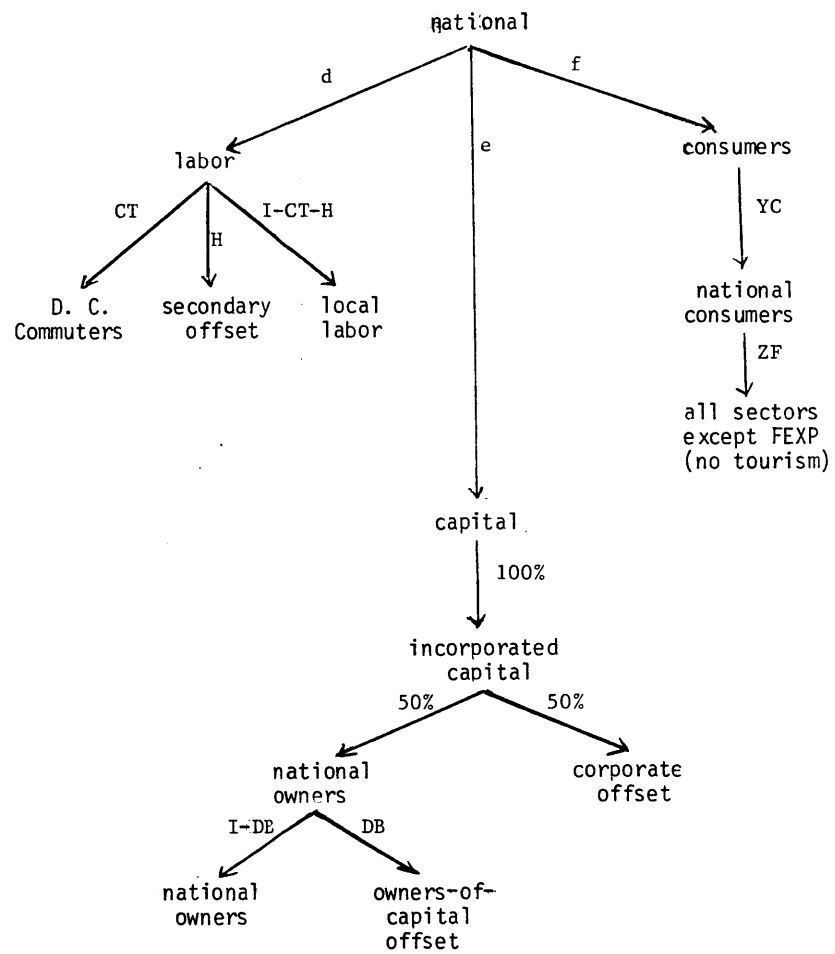 national
d
f
e
labor
consumers
CT
H
I-CT-H
YC
D. C.
Commuters
secondary
offset
local
labor
national
consumers
ZF
all sectors
except FEXP
(no tourism)
capital
100%
incorporated
capital
50%
50%
national
owners
corporate
offset
I-DB
DB
national
owners
owners-of-
capital
offset